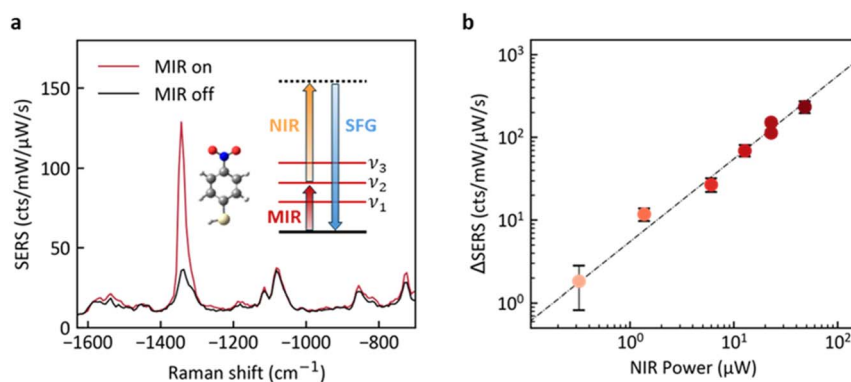 a
SERS (cts/mW/μW/s)
150
100
50
0
MIR on
MIR off
NIR
SFG
MIR
ν3
ν2
ν1
−1600 −1400 −1200 −1000 −800
Raman shift (cm⁻¹)
b
ΔSERS (cts/mW/μW/s)
10³
10²
10¹
10⁰
10⁰ 10¹ 10²
NIR Power (μW)